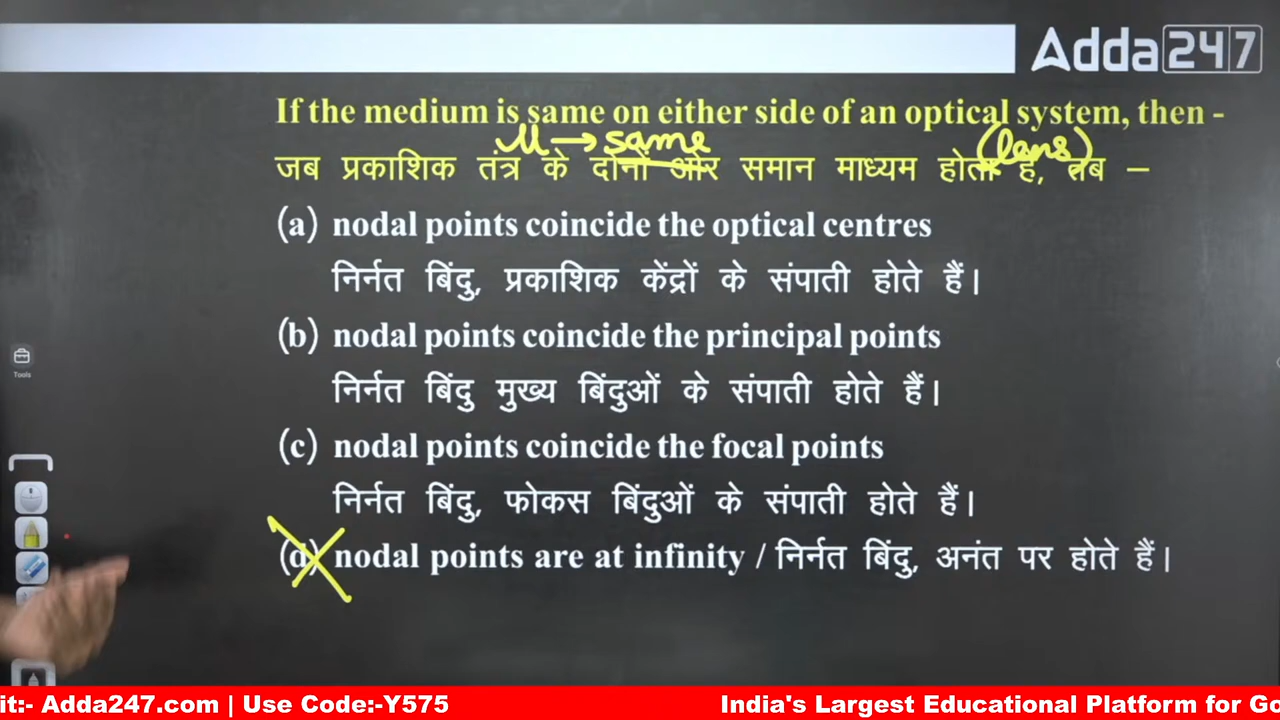 Adda247
If the medium is same on either side of an optical system, then -
μ → same
(lens)
जब प्रकाशिक तंत्र के दोनों ओर समान माध्यम होता है, तब –
(a) nodal points coincide the optical centres
निर्नत बिंदु, प्रकाशिक केंद्रों के संपाती होते हैं।
(b) nodal points coincide the principal points
निर्नत बिंदु मुख्य बिंदुओं के संपाती होते हैं।
(c) nodal points coincide the focal points
निर्नत बिंदु, फोकस बिंदुओं के संपाती होते हैं।
(d) nodal points are at infinity / निर्नत बिंदु, अनंत पर होते हैं।
Tools
it:- Adda247.com | Use Code:-Y575 India's Largest Educational Platform for Go